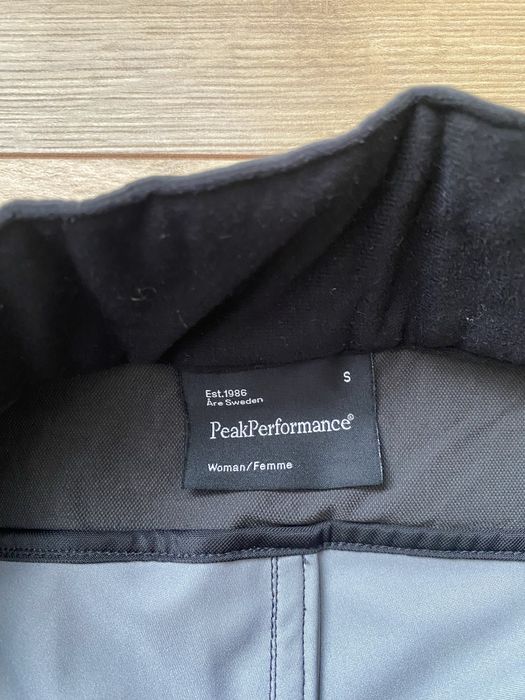 S
Est.1986
Åre Sweden
PeakPerformance®
Woman/Femme